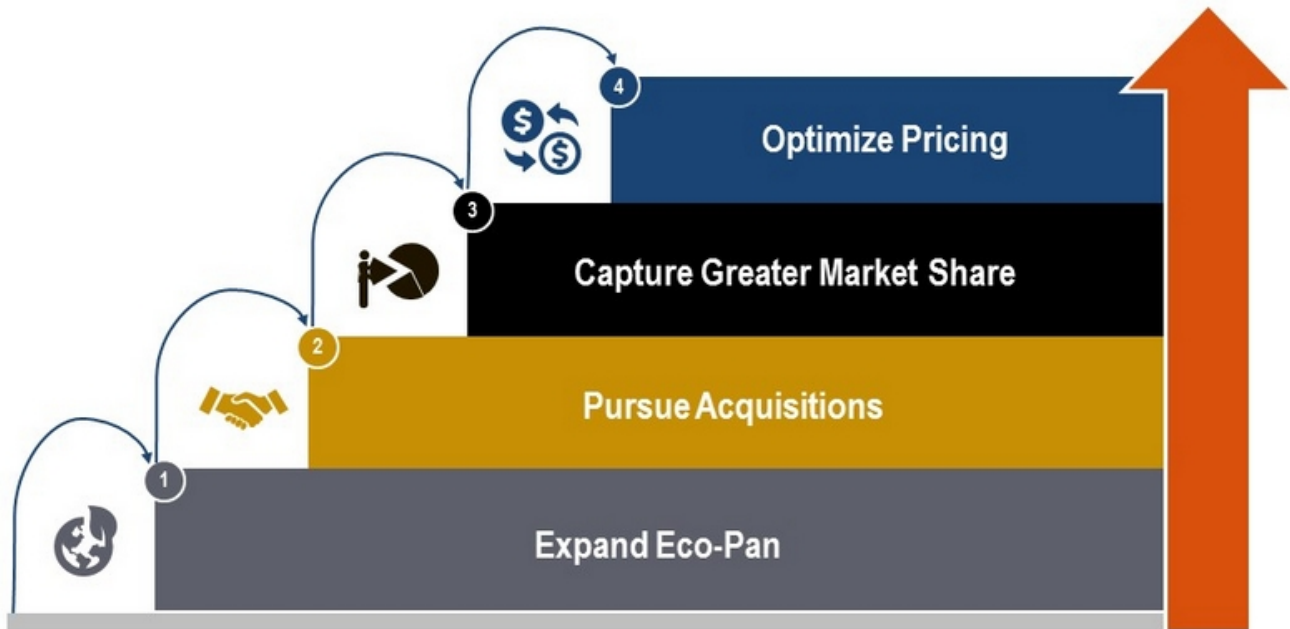 4
$
$
Optimize Pricing
3
Capture Greater Market Share
2
Pursue Acquisitions
1
Expand Eco-Pan